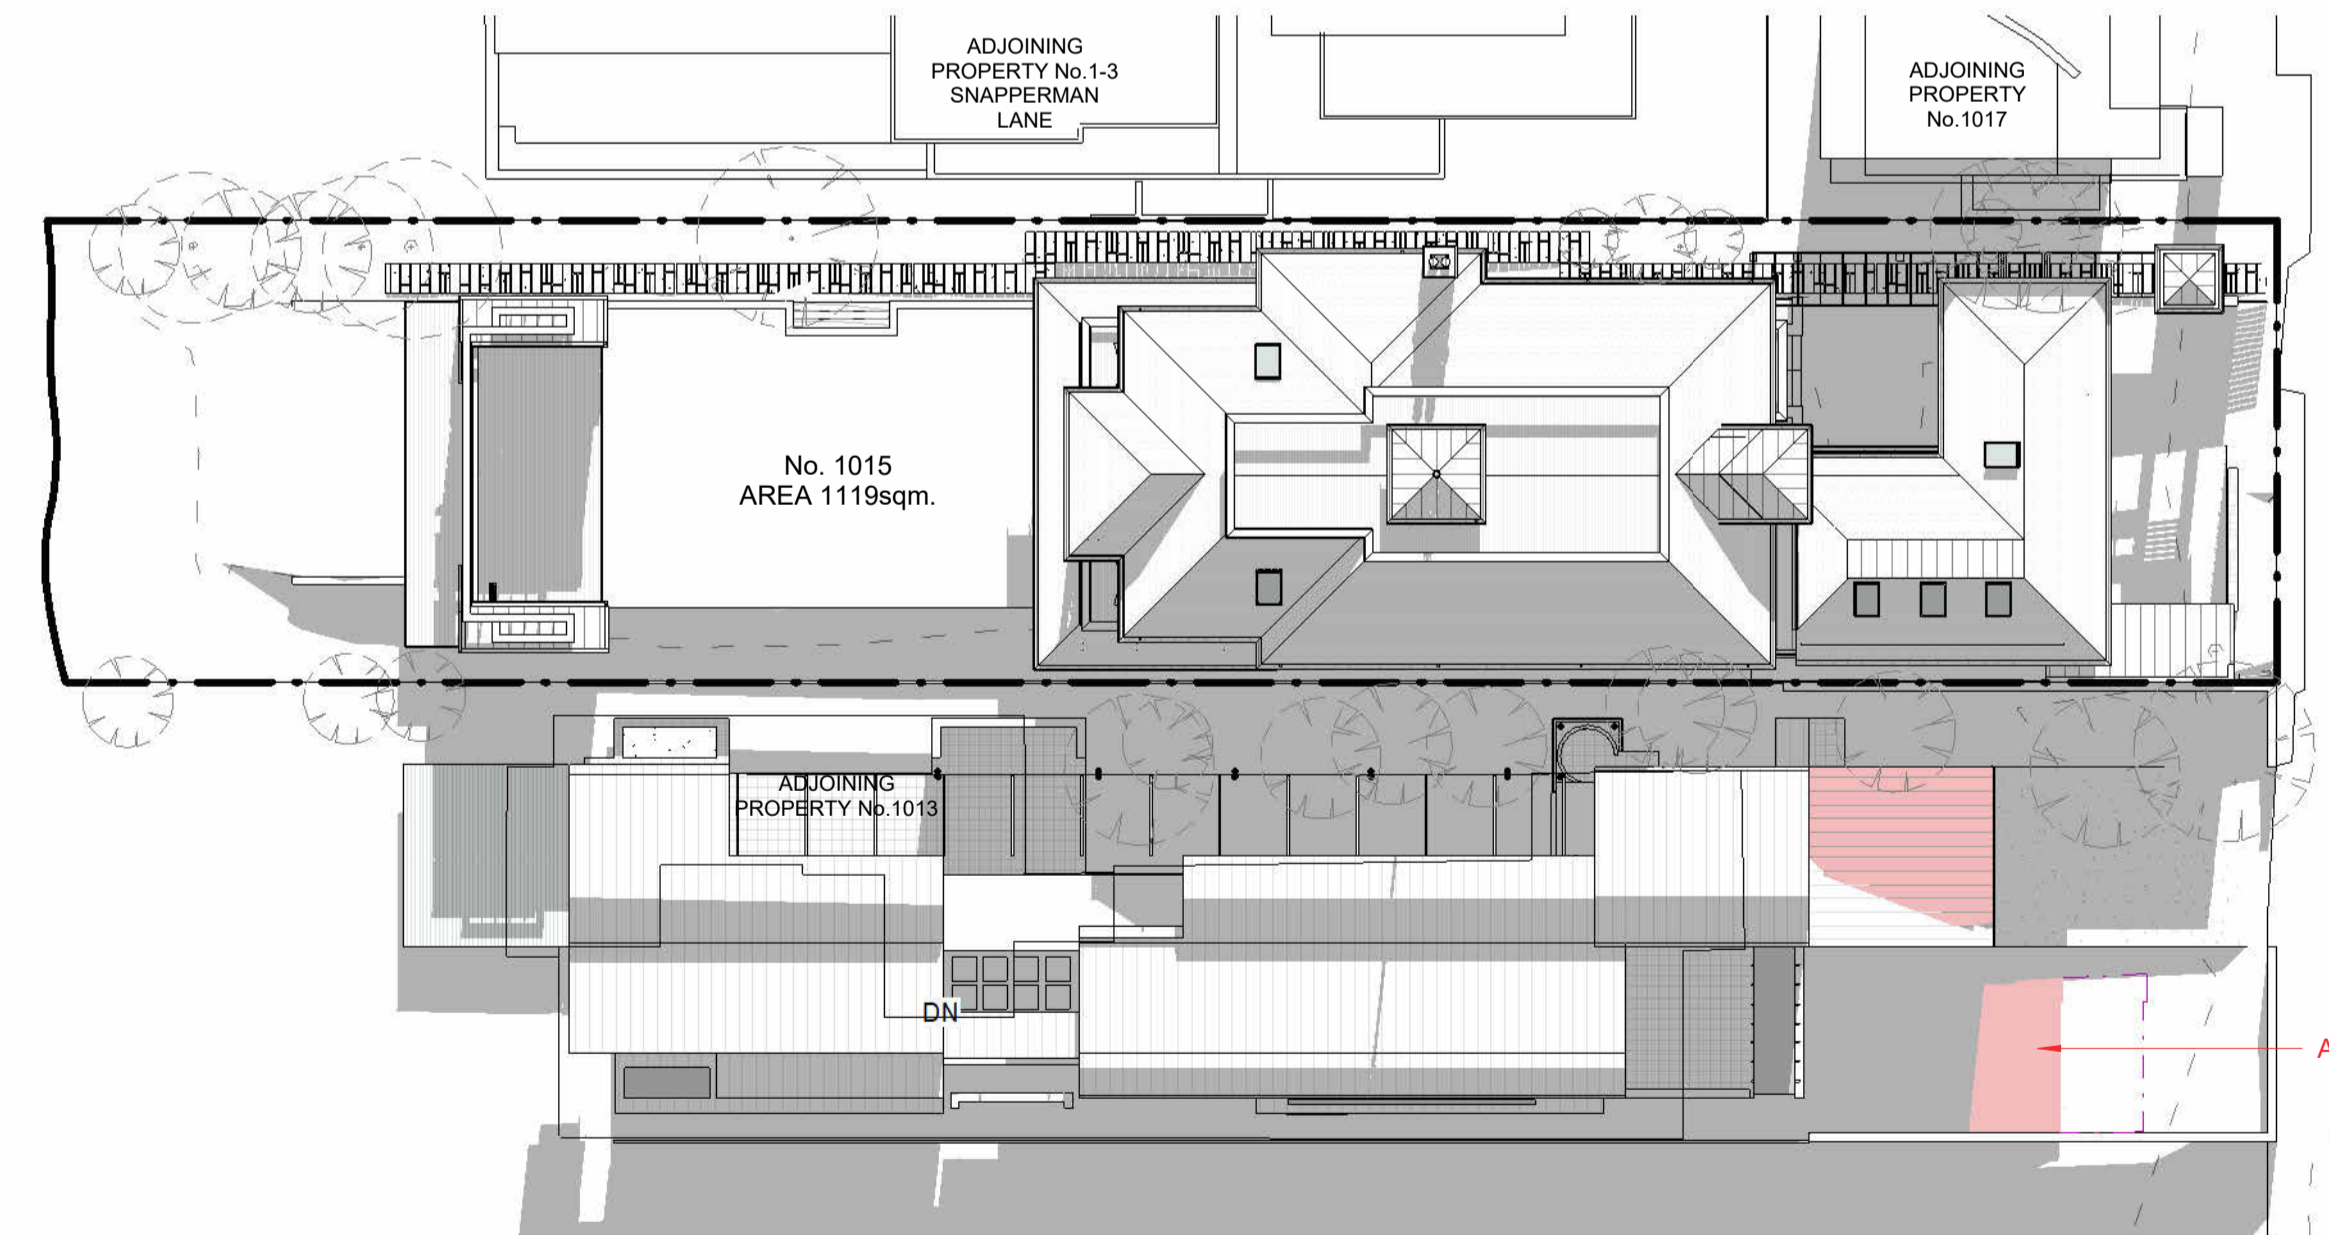 ADJOINING
PROPERTY No.1-3
SNAPPERMAN
LANE
ADJOINING
PROPERTY
No.1017
No. 1015
AREA 1119sqm.
ADJOINING
PROPERTY No.1013
DN
A